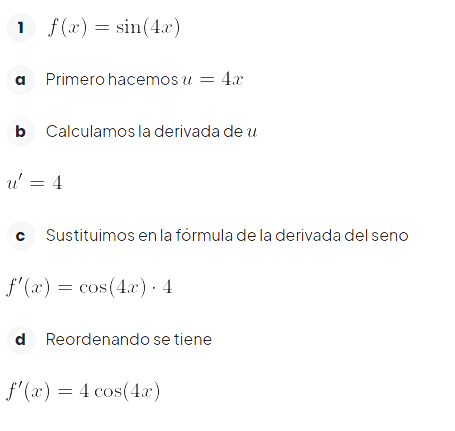 1 f(x) = sin(4x)
a Primero hacemos u = 4x
b Calculamos la derivada de u
u' = 4
c Sustituimos en la fórmula de la derivada del seno
f'(x) = cos(4x) · 4
d Reordenando se tiene
f'(x) = 4 cos(4x)